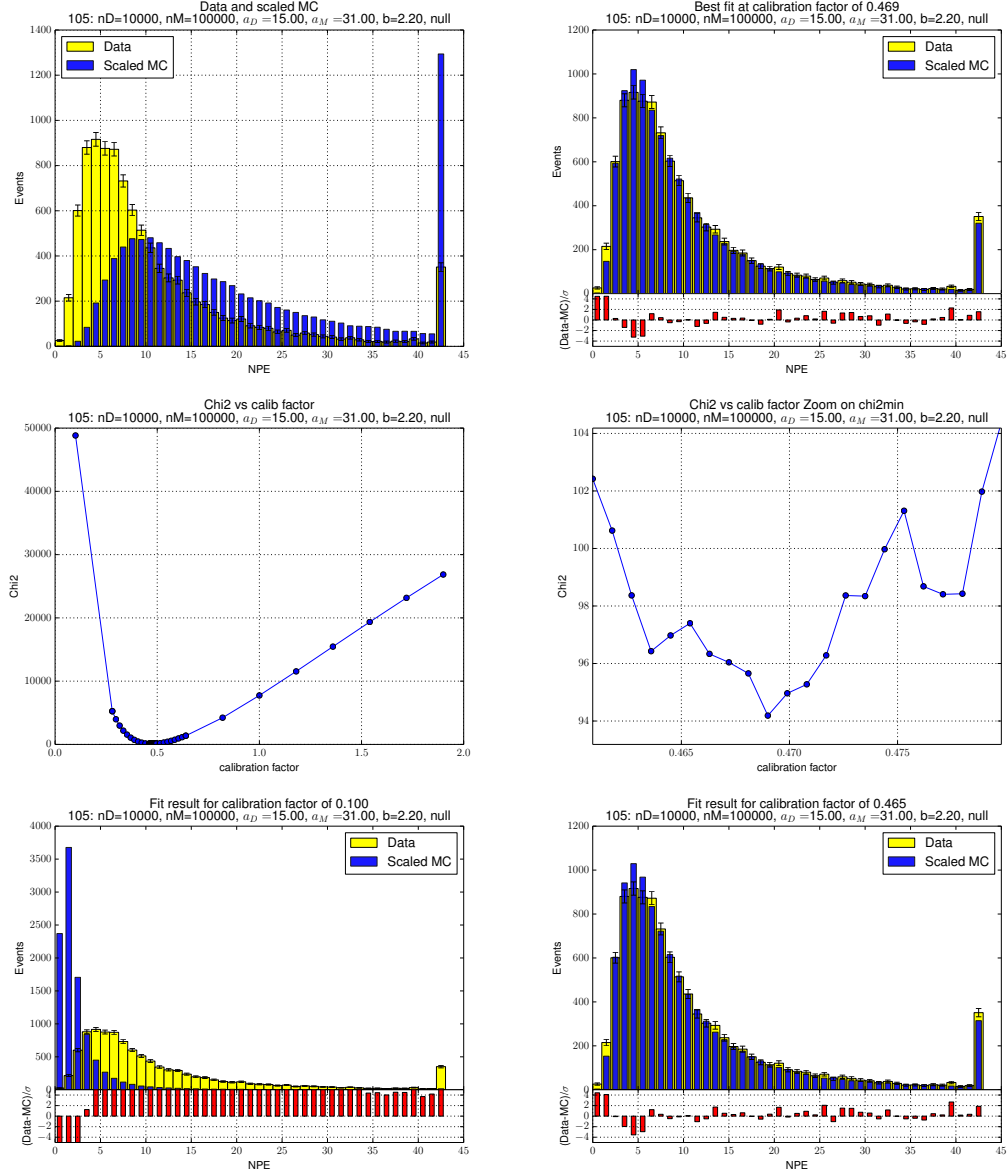 Data and scaled MC
105: nD=10000, nM=100000, a_D =15.00, a_M =31.00, b=2.20, null
1400
1200
1000
800
600
400
200
0
Events
Data
Scaled MC
0 5 10 15 20 25 30 35 40 45
NPE
Best fit at calibration factor of 0.469
105: nD=10000, nM=100000, a_D =15.00, a_M =31.00, b=2.20, null
1200
1000
800
600
400
200
0
Events
Data
Scaled MC
4
2
0
−2
−4
(Data-MC)/σ
0 5 10 15 20 25 30 35 40 45
NPE
Chi2 vs calib factor
105: nD=10000, nM=100000, a_D =15.00, a_M =31.00, b=2.20, null
50000
40000
30000
20000
10000
0
Chi2
0.0 0.5 1.0 1.5 2.0
calibration factor
Chi2 vs calib factor Zoom on chi2min
105: nD=10000, nM=100000, a_D =15.00, a_M =31.00, b=2.20, null
104
102
100
98
96
94
Chi2
0.465 0.470 0.475
calibration factor
Fit result for calibration factor of 0.100
105: nD=10000, nM=100000, a_D =15.00, a_M =31.00, b=2.20, null
4000
3500
3000
2500
2000
1500
1000
500
0
Events
Data
Scaled MC
4
2
0
−2
−4
(Data-MC)/σ
0 5 10 15 20 25 30 35 40 45
NPE
Fit result for calibration factor of 0.465
105: nD=10000, nM=100000, a_D =15.00, a_M =31.00, b=2.20, null
1200
1000
800
600
400
200
0
Events
Data
Scaled MC
4
2
0
−2
−4
(Data-MC)/σ
0 5 10 15 20 25 30 35 40 45
NPE